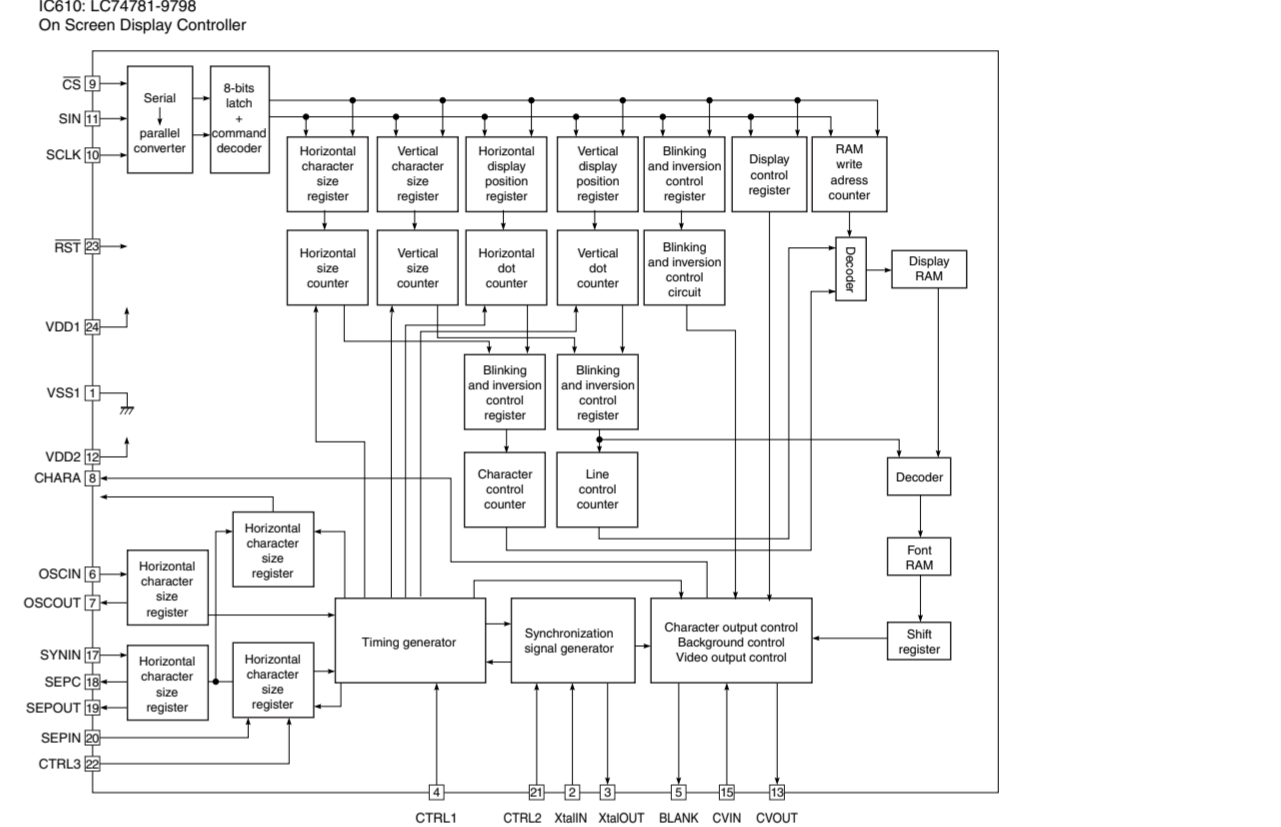 IC610: LC74781-9798
On Screen Display Controller
CS 9
SIN 11
SCLK 10
Serial
parallel
converter
8-bits
latch
+
command
decoder
Horizontal
character
size
register
Vertical
character
size
register
Horizontal
display
position
register
Vertical
display
position
register
Blinking
and inversion
control
register
Display
control
register
RAM
write
adress
counter
RST 23
Horizontal
size
counter
Vertical
size
counter
Horizontal
dot
counter
Vertical
dot
counter
Blinking
and inversion
control
circuit
Decoder
Display
RAM
VDD1 24
VSS1 1
VDD2 12
CHARA 8
Blinking
and inversion
control
register
Blinking
and inversion
control
register
Character
control
counter
Line
control
counter
Decoder
Font
RAM
Shift
register
Horizontal
character
size
register
OSCIN 6
OSCOUT 7
Horizontal
character
size
register
SYNIN 17
SEPC 18
SEPOUT 19
SEPIN 20
CTRL3 22
Horizontal
character
size
register
Horizontal
character
size
register
Timing generator
Synchronization
signal generator
Character output control
Background control
Video output control
4 21 2 3 5 15 13
CTRL1 CTRL2 XtalIN XtalOUT BLANK CVIN CVOUT